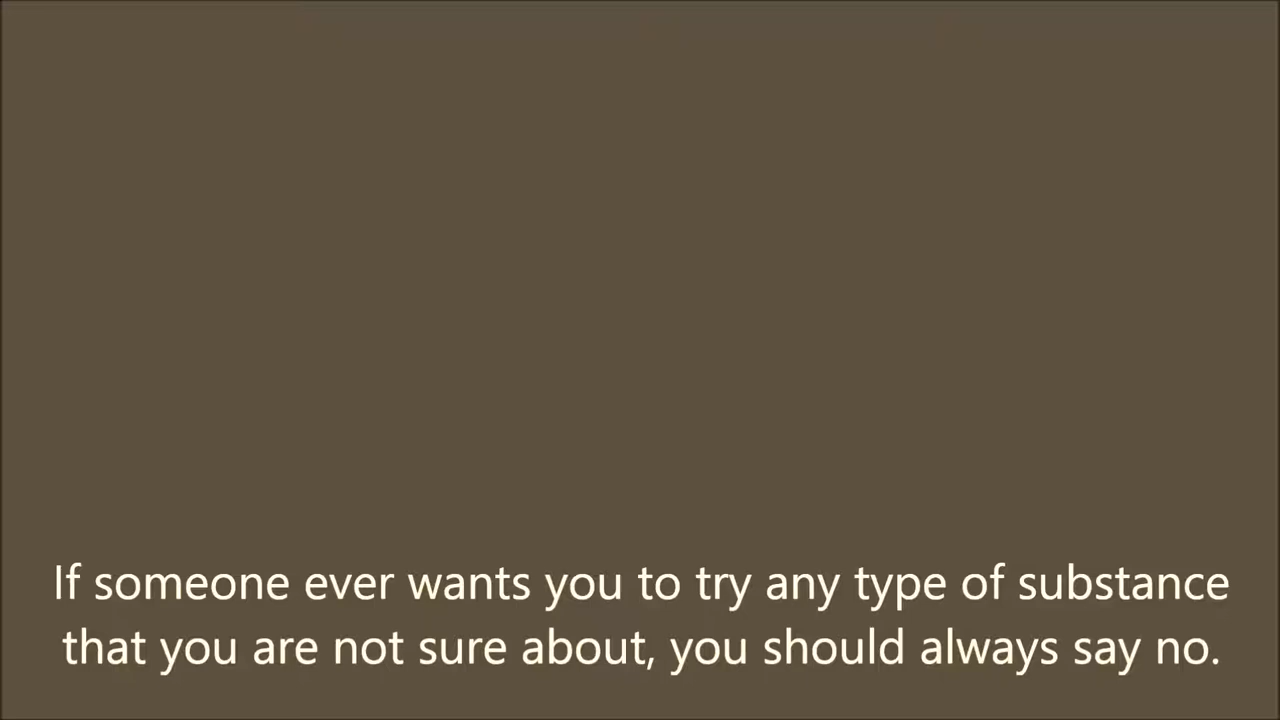 If someone ever wants you to try any type of substance
that you are not sure about, you should always say no.